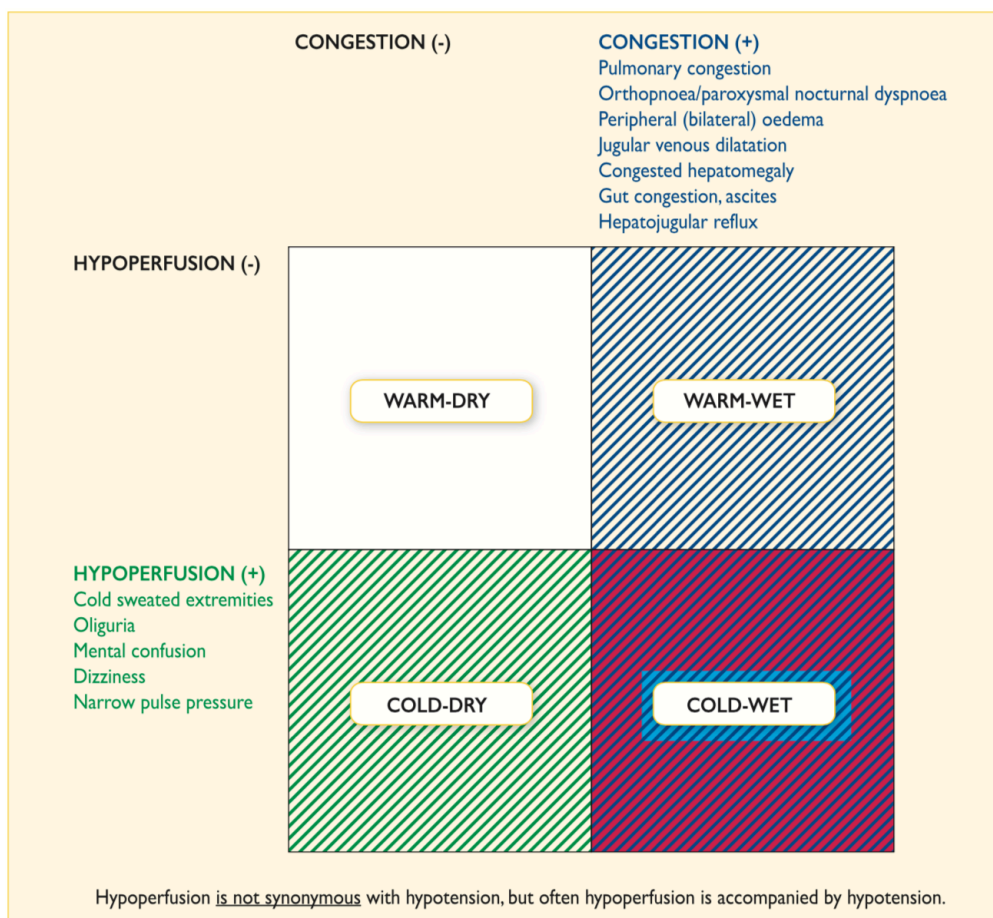 CONGESTION (-)
CONGESTION (+)
Pulmonary congestion
Orthopnoea/paroxysmal nocturnal dyspnoea
Peripheral (bilateral) oedema
Jugular venous dilatation
Congested hepatomegaly
Gut congestion, ascites
Hepatojugular reflux
HYPOPERFUSION (-)
WARM-DRY
WARM-WET
HYPOPERFUSION (+)
Cold sweated extremities
Oliguria
Mental confusion
Dizziness
Narrow pulse pressure
COLD-DRY
COLD-WET
Hypoperfusion is not synonymous with hypotension, but often hypoperfusion is accompanied by hypotension.